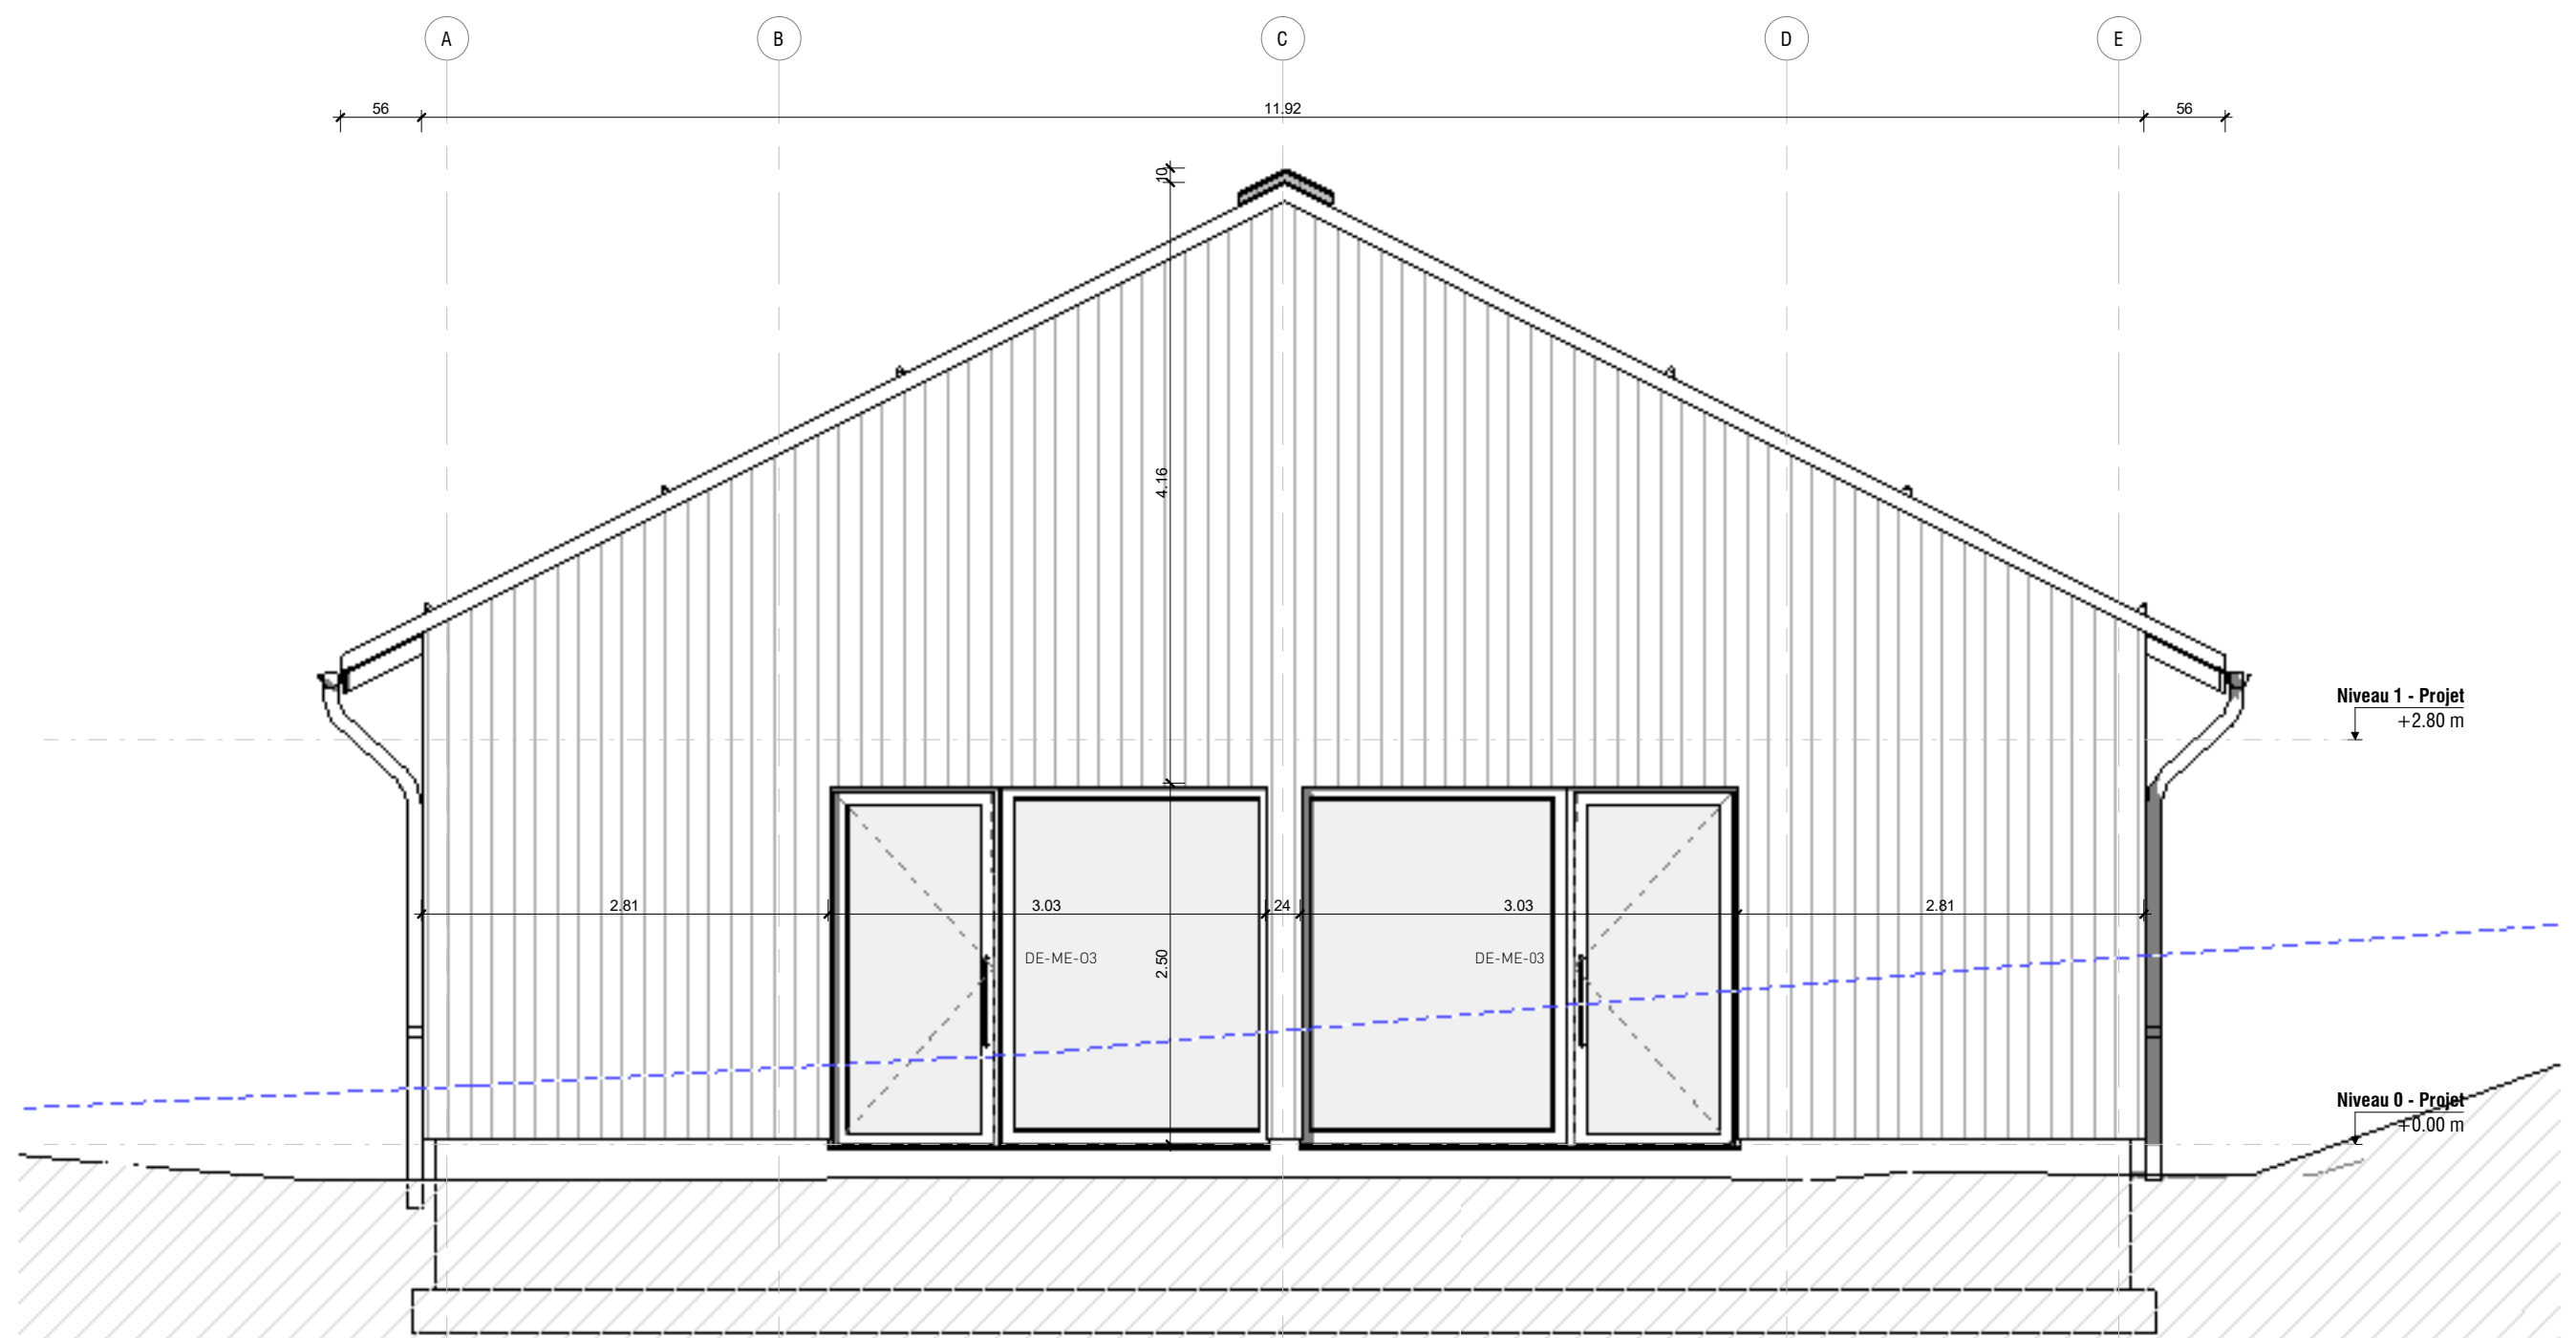 A B C D E
56 11.92 56
10
4.16
Niveau 1 - Projet
+2.80 m
2.81 3.03 24 3.03 2.81
DE-ME-03 2.50 DE-ME-03
Niveau 0 - Projet
+0.00 m